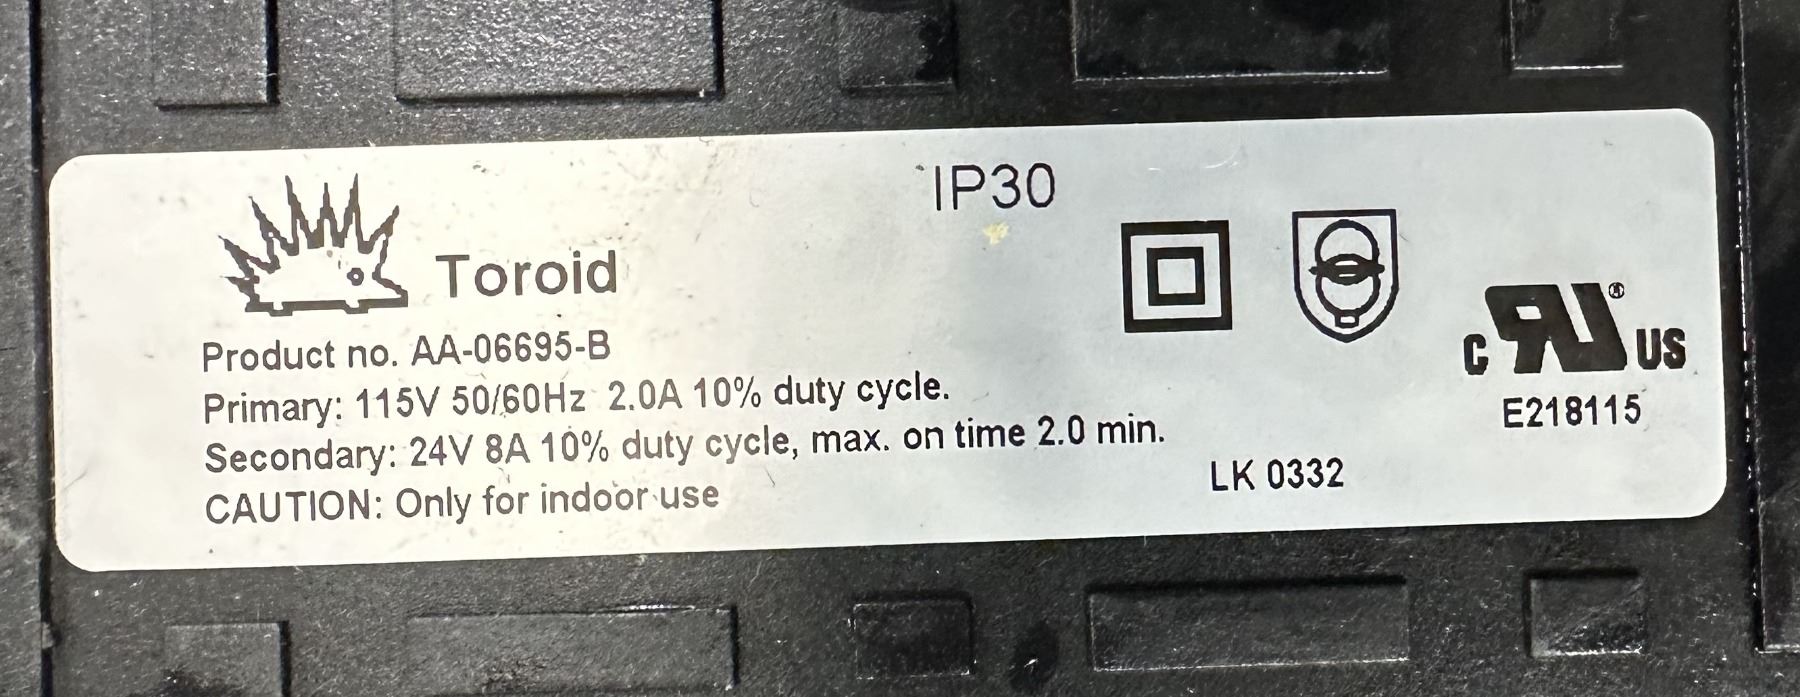 IP30
Toroid
Product no. AA-06695-B
Primary: 115V 50/60Hz 2.0A 10% duty cycle.
Secondary: 24V 8A 10% duty cycle, max. on time 2.0 min.
CAUTION: Only for indoor use
LK 0332
C RU® US
E218115